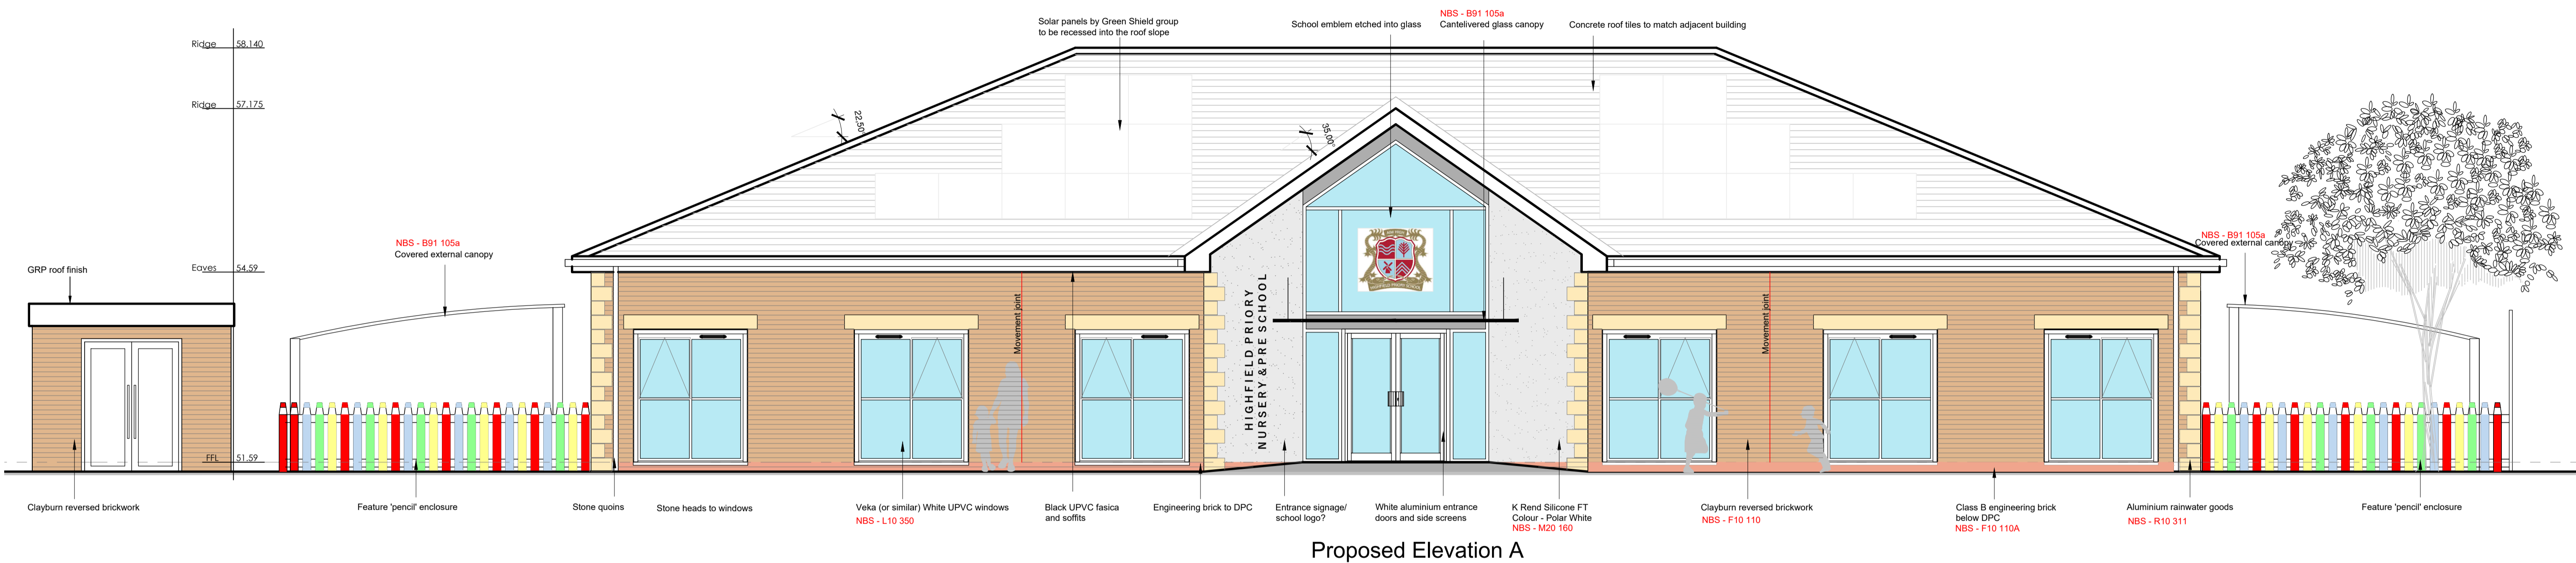 Solar panels by Green Shield group
to be recessed into the roof slope
School emblem etched into glass
NBS - B91 105a
Cantelivered glass canopy
Concrete roof tiles to match adjacent building
Ridge 58.140
Ridge 57.175
22.50°
35.00°
NBS - B91 105a
Covered external canopy
NBS - B91 105a
Covered external canopy
GRP roof finish
Eaves 54.59
Movement joint
HIGHFIELD PRIORY
NURSERY & PRE SCHOOL
Movement joint
FFL 51.59
Clayburn reversed brickwork
Feature 'pencil' enclosure
Stone quoins
Stone heads to windows
Veka (or similar) White UPVC windows
NBS - L10 350
Black UPVC fasica
and soffits
Engineering brick to DPC
Entrance signage/
school logo?
White aluminium entrance
doors and side screens
K Rend Silicone FT
Colour - Polar White
NBS - M20 160
Clayburn reversed brickwork
NBS - F10 110
Class B engineering brick
below DPC
NBS - F10 110A
Aluminium rainwater goods
NBS - R10 311
Feature 'pencil' enclosure
Proposed Elevation A